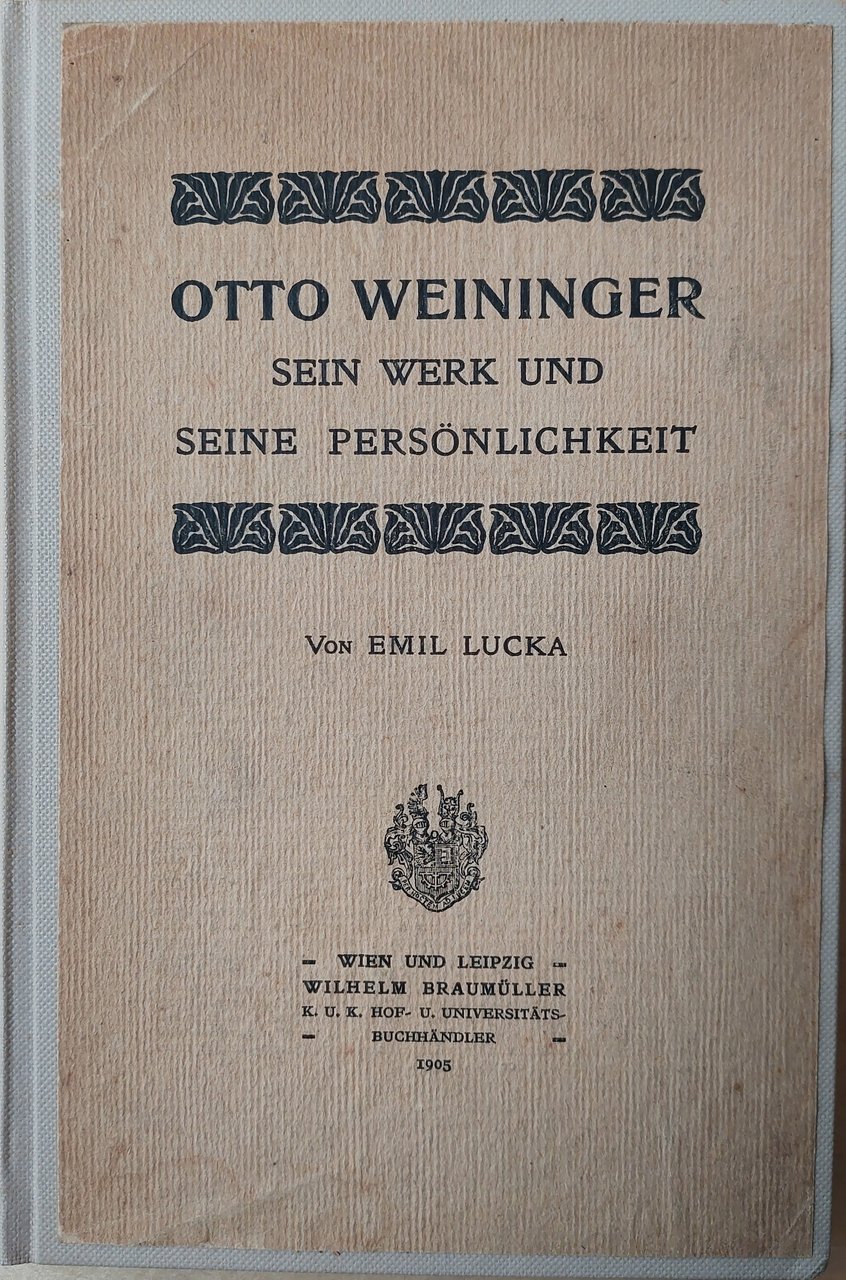 OTTO WEININGER
SEIN WERK UND
SEINE PERSÖNLICHKEIT
VON EMIL LUCKA
WIEN UND LEIPZIG
WILHELM BRAUMÜLLER
K. U. K. HOF- U. UNIVERSITÄTS-
BUCHHÄNDLER
1905